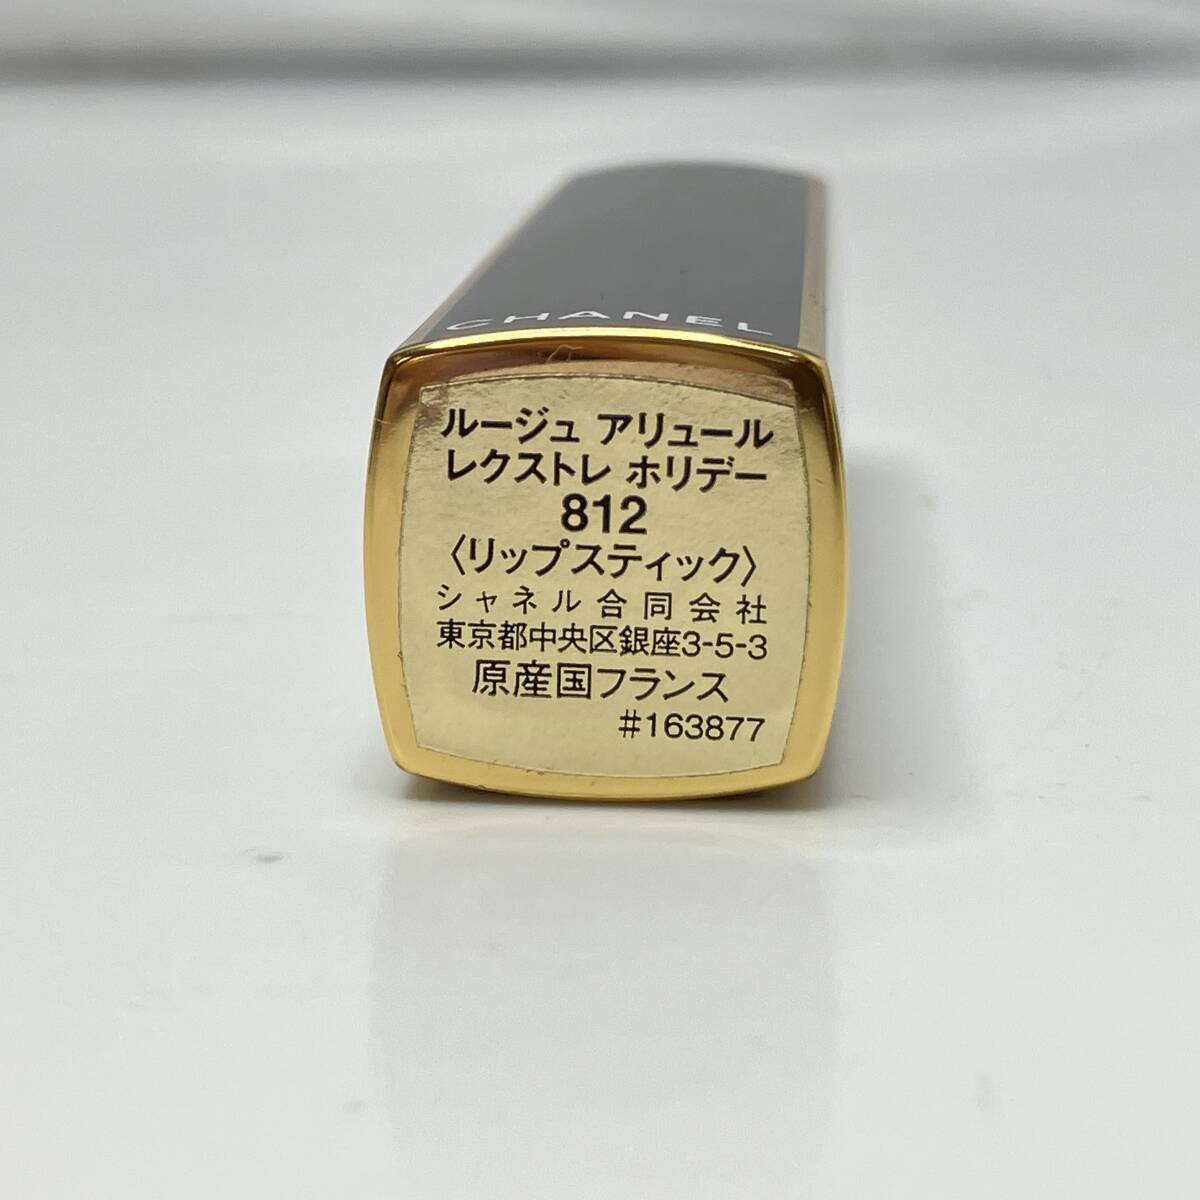 CHANEL
ルージュ アリュール
レクストレ ホリデー
812
〈リップスティック〉
シャネル合同会社
東京都中央区銀座3-5-3
原産国フランス
#163877